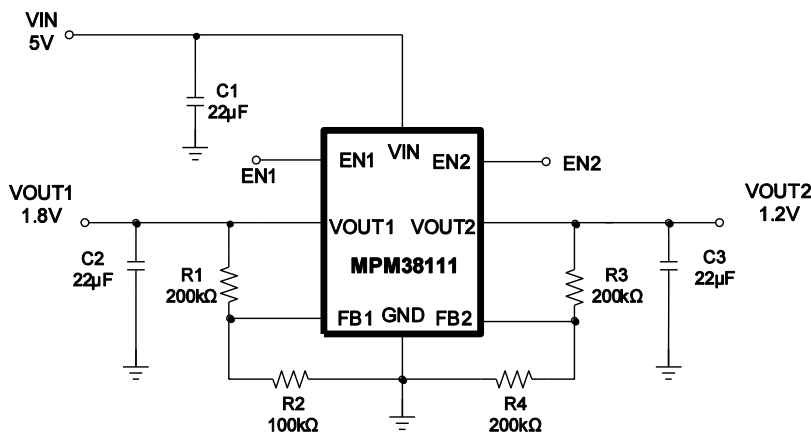 VIN
5V
C1
22µF
EN1
EN1
VIN
EN2
EN2
VOUT1
1.8V
VOUT1
VOUT2
VOUT2
1.2V
C2
22µF
R1
200kΩ
MPM38111
R3
200kΩ
C3
22µF
FB1
GND
FB2
R2
100kΩ
R4
200kΩ